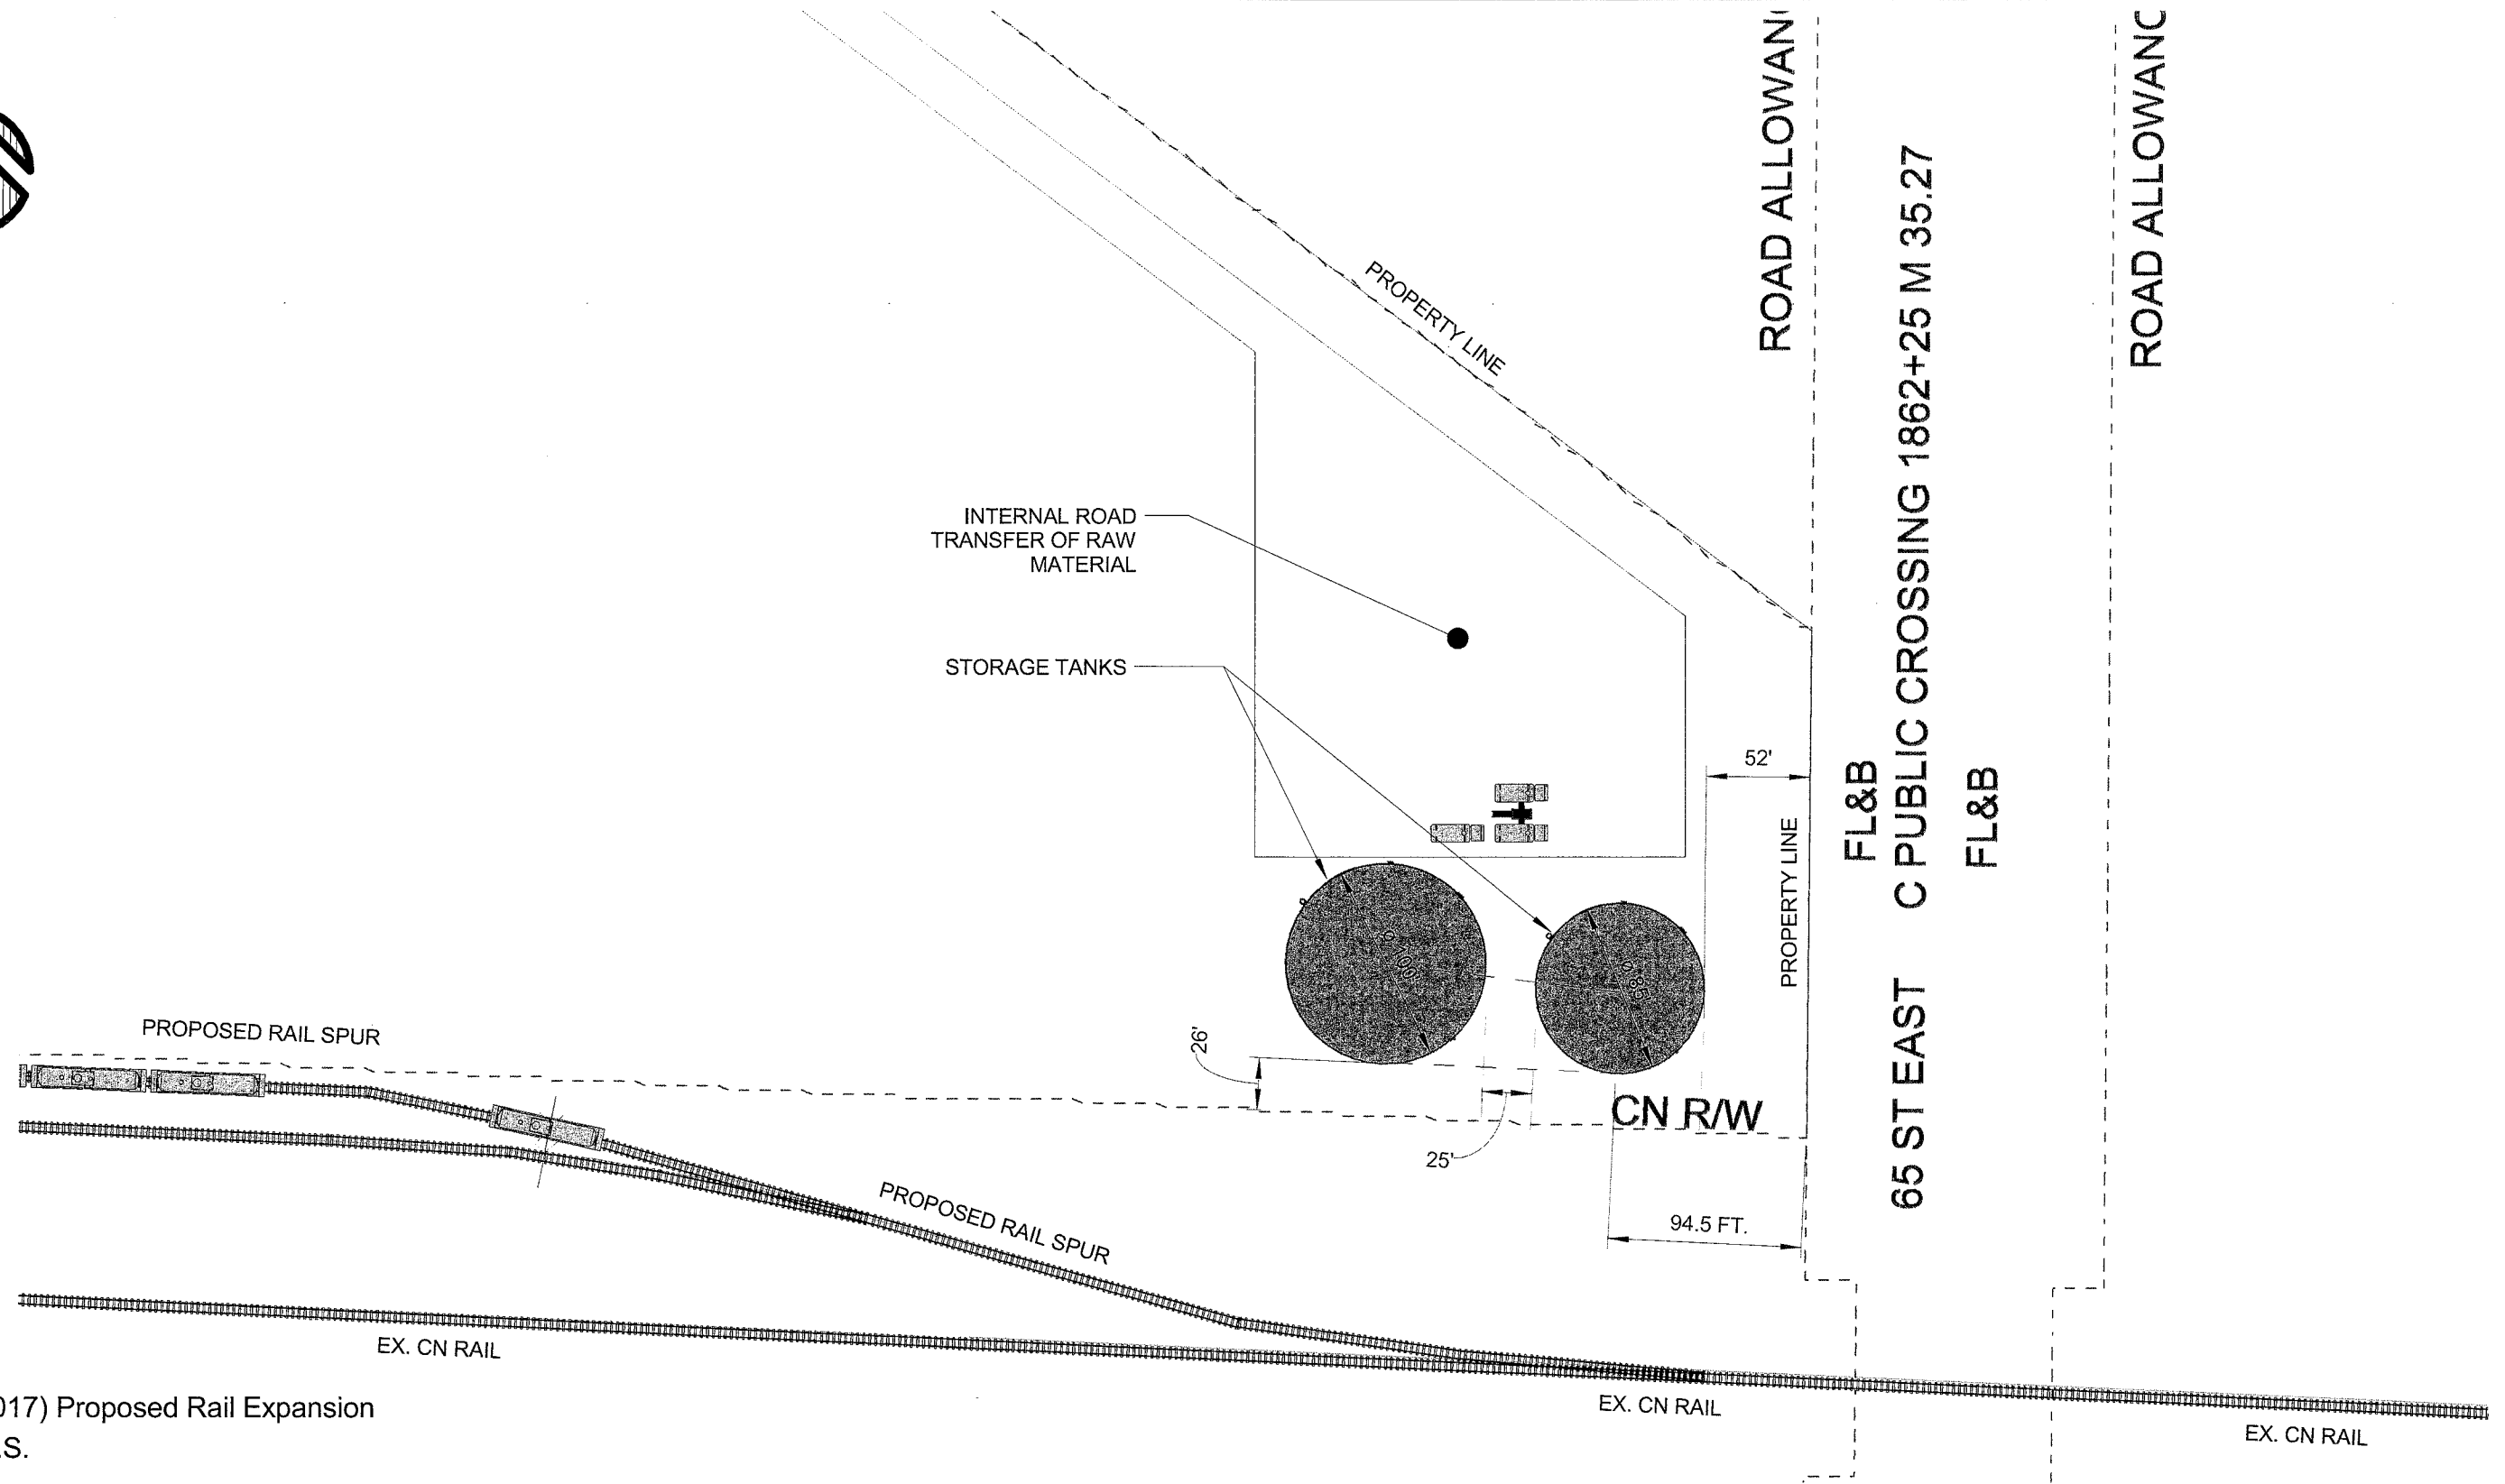 ROAD ALLOWANC
ROAD ALLOWANC
65 ST EAST C PUBLIC CROSSING 1862+25 M 35.27
FL&B
FL&B
PROPERTY LINE
INTERNAL ROAD
TRANSFER OF RAW
MATERIAL
STORAGE TANKS
52'
PROPERTY LINE
26'
25'
CN R/W
94.5 FT.
PROPOSED RAIL SPUR
PROPOSED RAIL SPUR
EX. CN RAIL
EX. CN RAIL
EX. CN RAIL
017) Proposed Rail Expansion
.S.